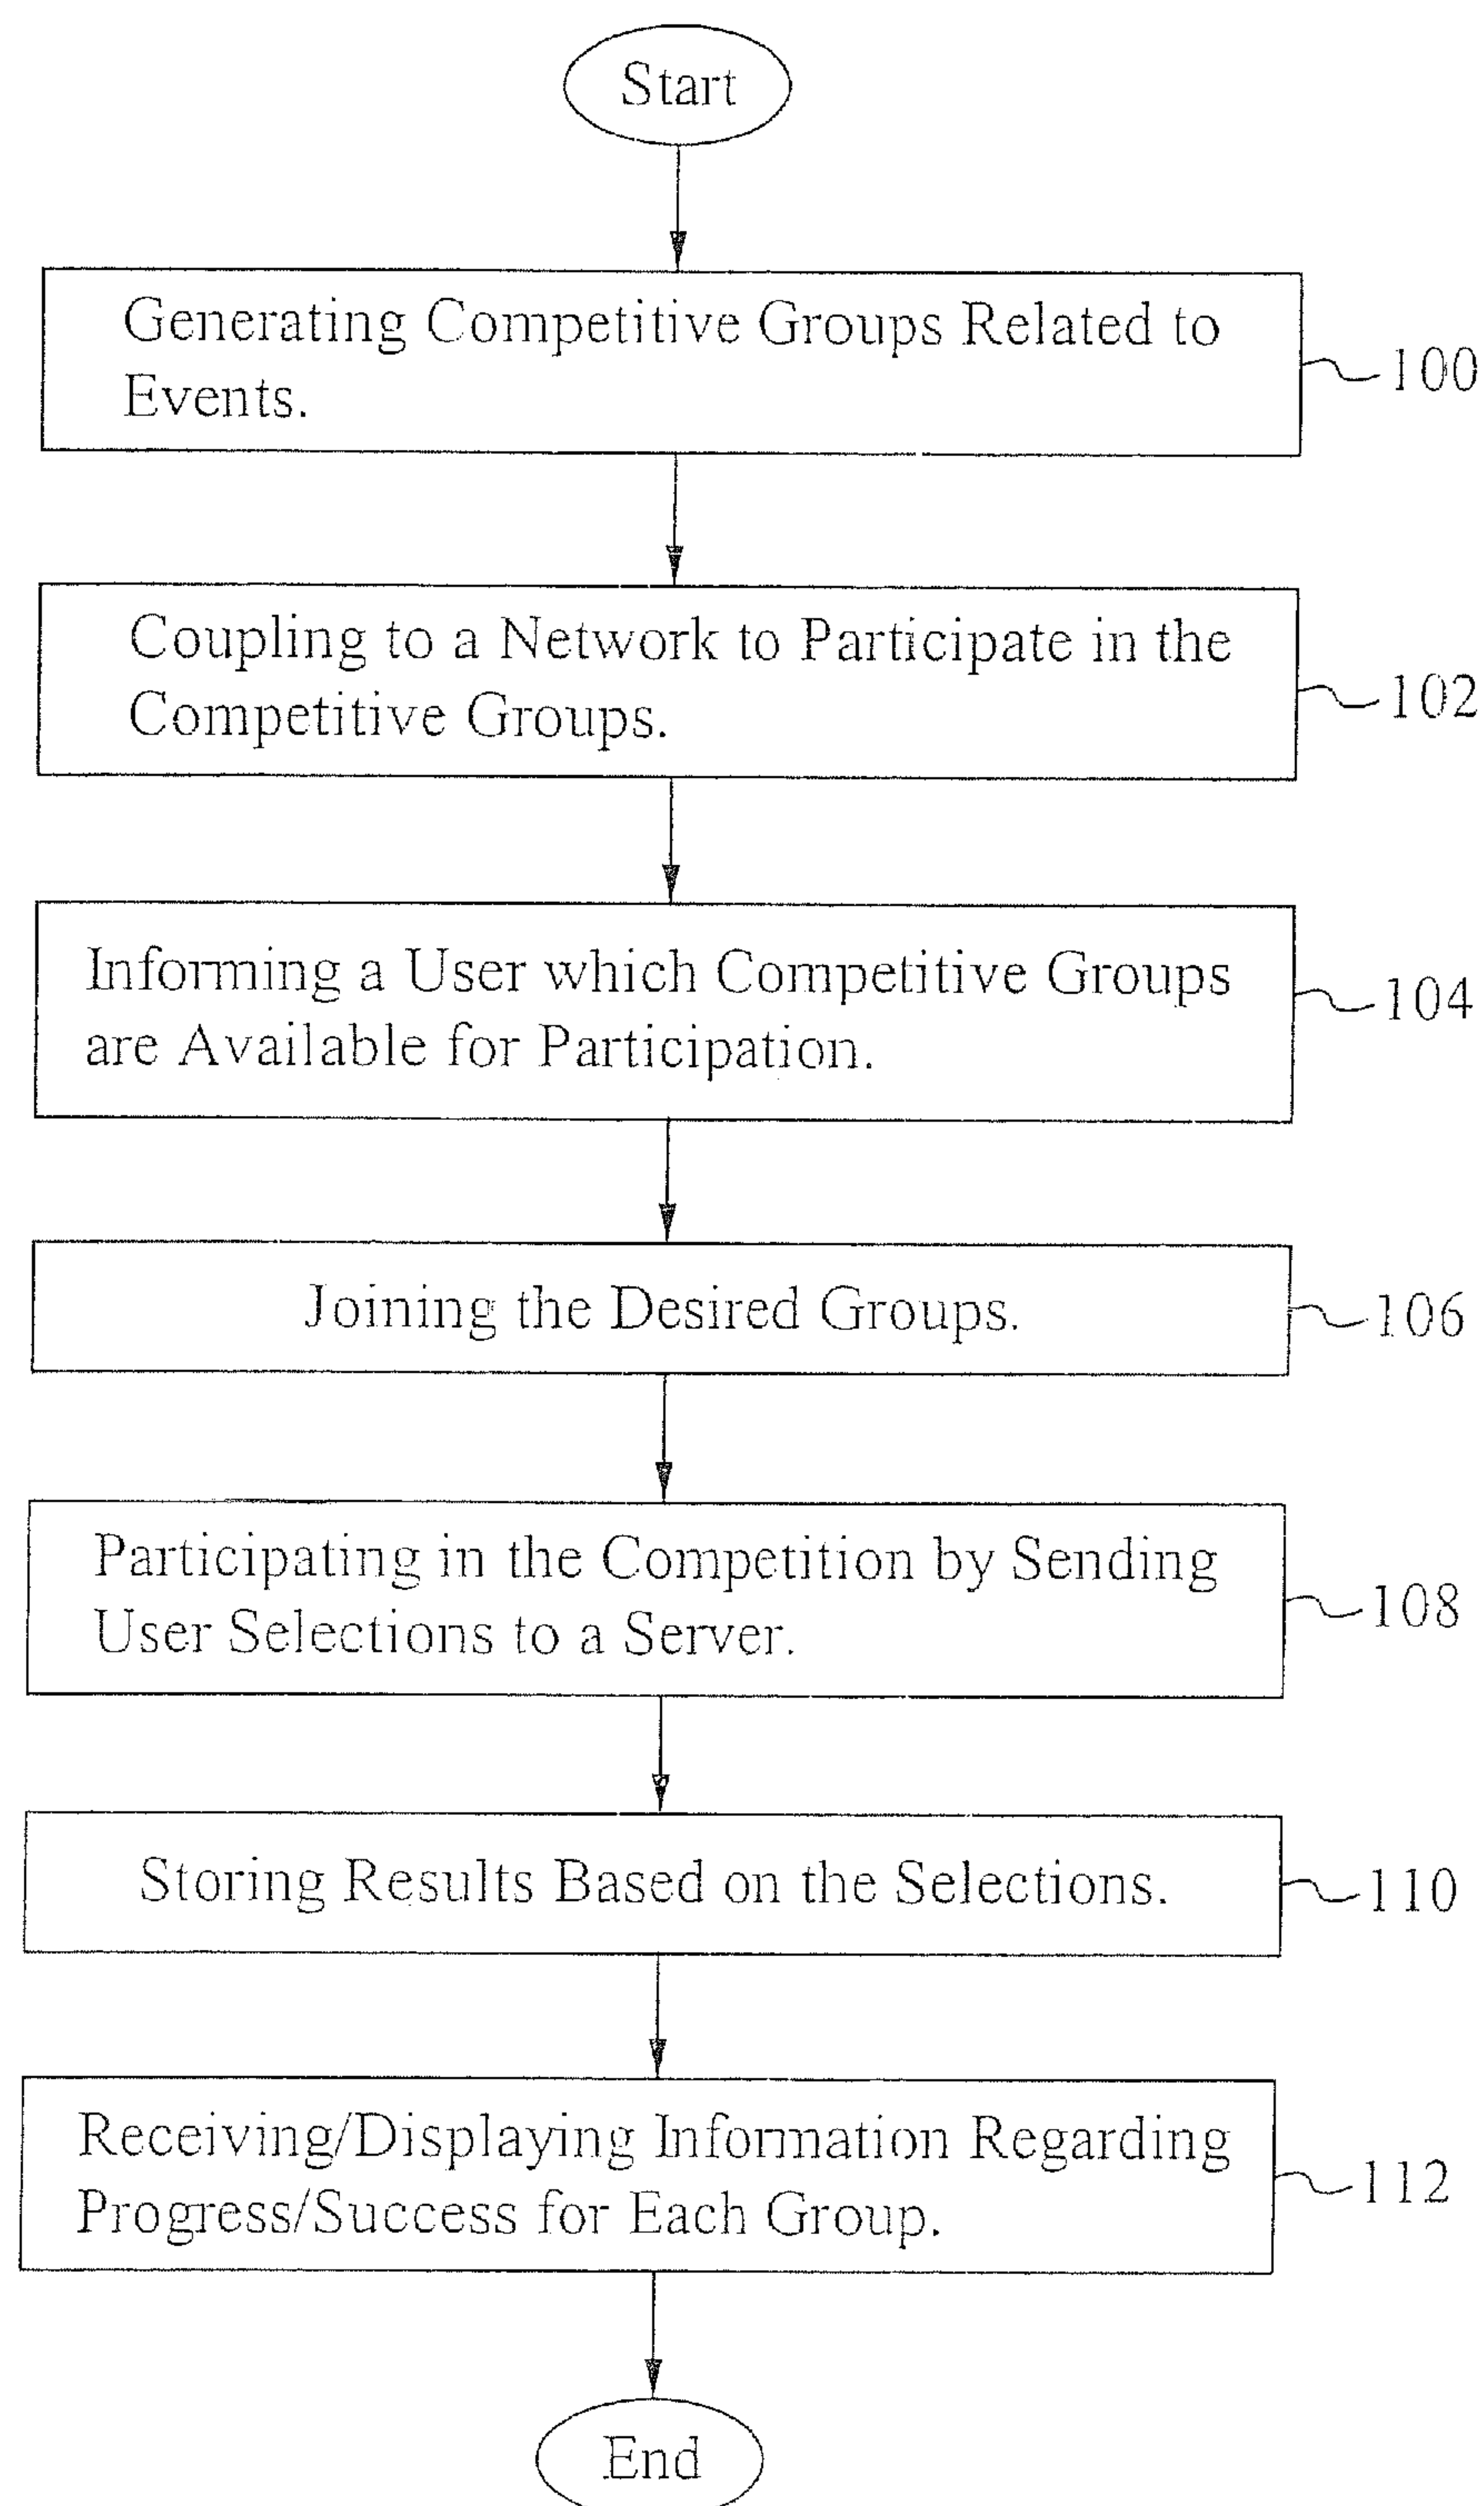 Start
Generating Competitive Groups Related to
Events.
100
Coupling to a Network to Participate in the
Competitive Groups.
102
Informing a User which Competitive Groups
are Available for Participation.
104
Joining the Desired Groups.
106
Participating in the Competition by Sending
User Selections to a Server.
108
Storing Results Based on the Selections.
110
Receiving/Displaying Information Regarding
Progress/Success for Each Group.
112
End